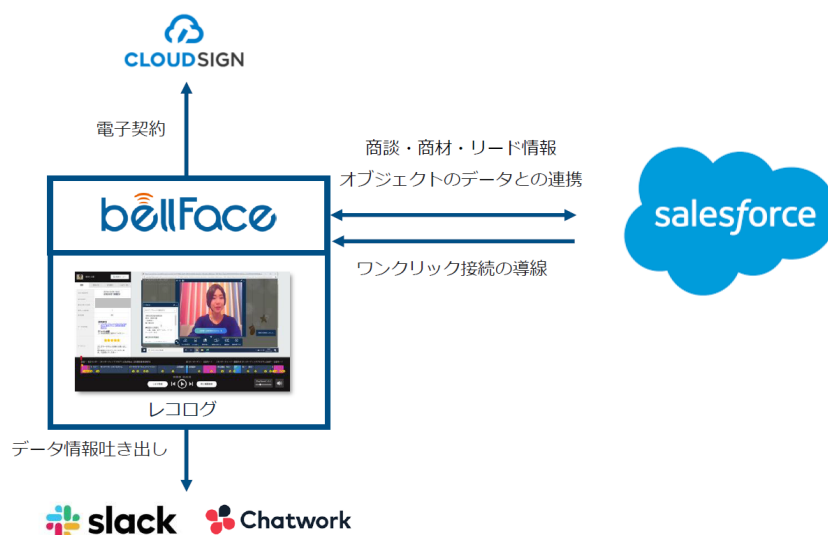 CLOUDSIGN
電子契約
商談・商材・リード情報
オブジェクトのデータとの連携
bellFace
salesforce
ワンクリック接続の導線
レコログ
データ情報吐き出し
slack
Chatwork